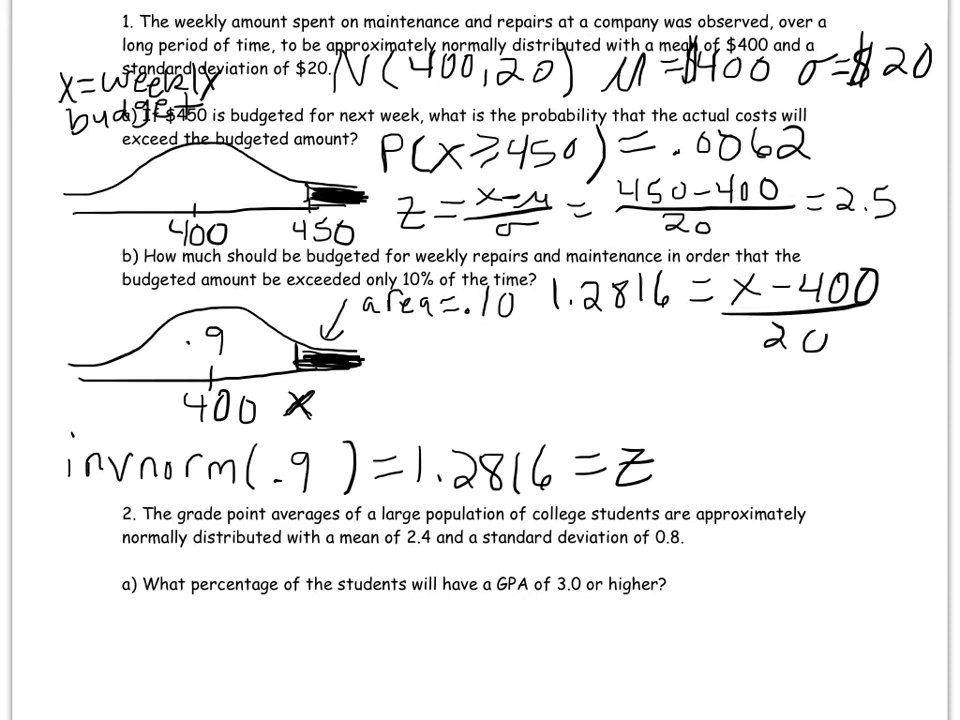 1. The weekly amount spent on maintenance and repairs at a company was observed, over a
long period of time, to be approximately normally distributed with a mean of $400 and a
standard deviation of $20.
N(400,20) μ=$400 σ=$20
x=weekly
budget
a) If $450 is budgeted for next week, what is the probability that the actual costs will
exceed the budgeted amount?
P(x⩾450)=.0062
z = x-μ/σ = 450-400/20 = 2.5
400 450
b) How much should be budgeted for weekly repairs and maintenance in order that the
budgeted amount be exceeded only 10% of the time?
area=.10
1.2816 = x-400/20
.9
400 x
invnorm(.9 )=1.2816 =z
2. The grade point averages of a large population of college students are approximately
normally distributed with a mean of 2.4 and a standard deviation of 0.8.
a) What percentage of the students will have a GPA of 3.0 or higher?